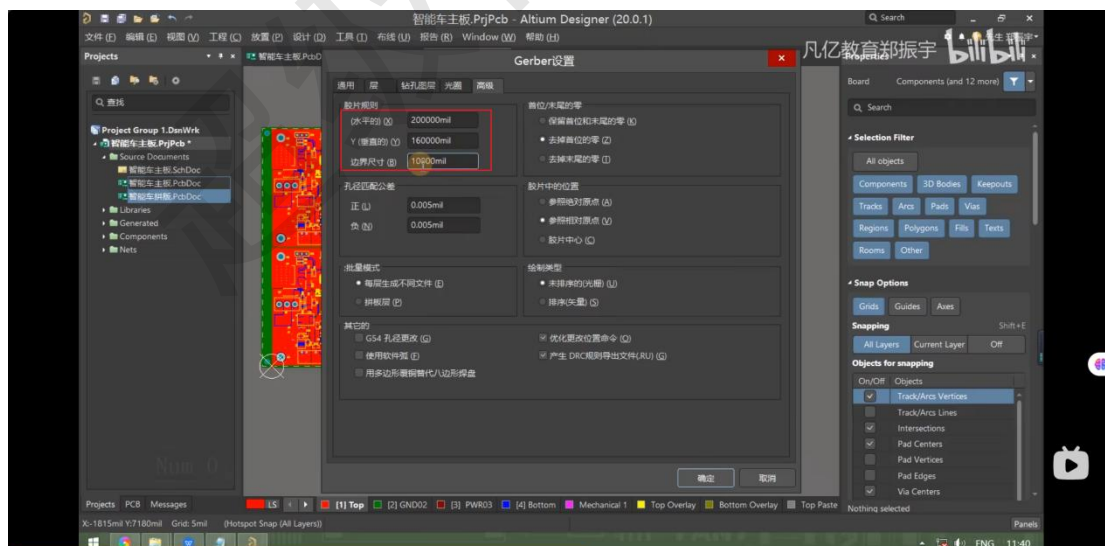 智能车主板.PrjPcb - Altium Designer (20.0.1)
Search
文件 (F) 编辑 (E) 视图 (V) 工程 (C) 放置 (P) 设计 (D) 工具 (T) 布线 (U) 报告 (R) Window (W) 帮助 (H)
凡亿教育郑振宇
bilibili
Projects
智能车主板.PcbD
查找
Project Group 1.DsnWrk
智能车主板.PrjPcb *
Source Documents
智能车主板.SchDoc
智能车主板.PcbDoc
智能车拼板.PcbDoc
Libraries
Generated
Components
Nets
Gerber设置
通用 层 钻孔图层 光圈 高级
胶片规则
(水平的) (X) 200000mil
Y (垂直的) (Y) 160000mil
边界尺寸 (B) 10000mil
孔径匹配公差
正 (L) 0.005mil
负 (N) 0.005mil
批量模式
每层生成不同文件 (E)
拼板层 (P)
其它的
G54 孔径更改 (G)
使用软件弧 (F)
用多边形覆铜替代八边形焊盘
首位/末尾的零
保留首位和末尾的零 (K)
去掉首位的零 (Z)
去掉末尾的零 (T)
胶片中的位置
参照绝对原点 (A)
参照相对原点 (V)
胶片中心 (C)
绘制类型
未排序的(光栅) (U)
排序(矢量) (S)
优化更改位置命令 (O)
产生 DRC规则导出文件(.RU) (G)
确定 取消
Board Components (and 12 more)
Search
Selection Filter
All objects
Components 3D Bodies Keepouts
Tracks Arcs Pads Vias
Regions Polygons Fills Texts
Rooms Other
Snap Options
Grids Guides Axes
Snapping Shift+E
All Layers Current Layer Off
Objects for snapping
On/Off Objects
Track/Arcs Vertices
Track/Arcs Lines
Intersections
Pad Centers
Pad Vertices
Pad Edges
Via Centers
Nothing selected
Num 0
Projects PCB Messages
LS [1] Top [2] GND02 [3] PWR03 [4] Bottom Mechanical 1 Top Overlay Bottom Overlay Top Paste
X:-1815mil Y:7180mil Grid: 5mil (Hotspot Snap (All Layers))
Panels
ENG 11:40